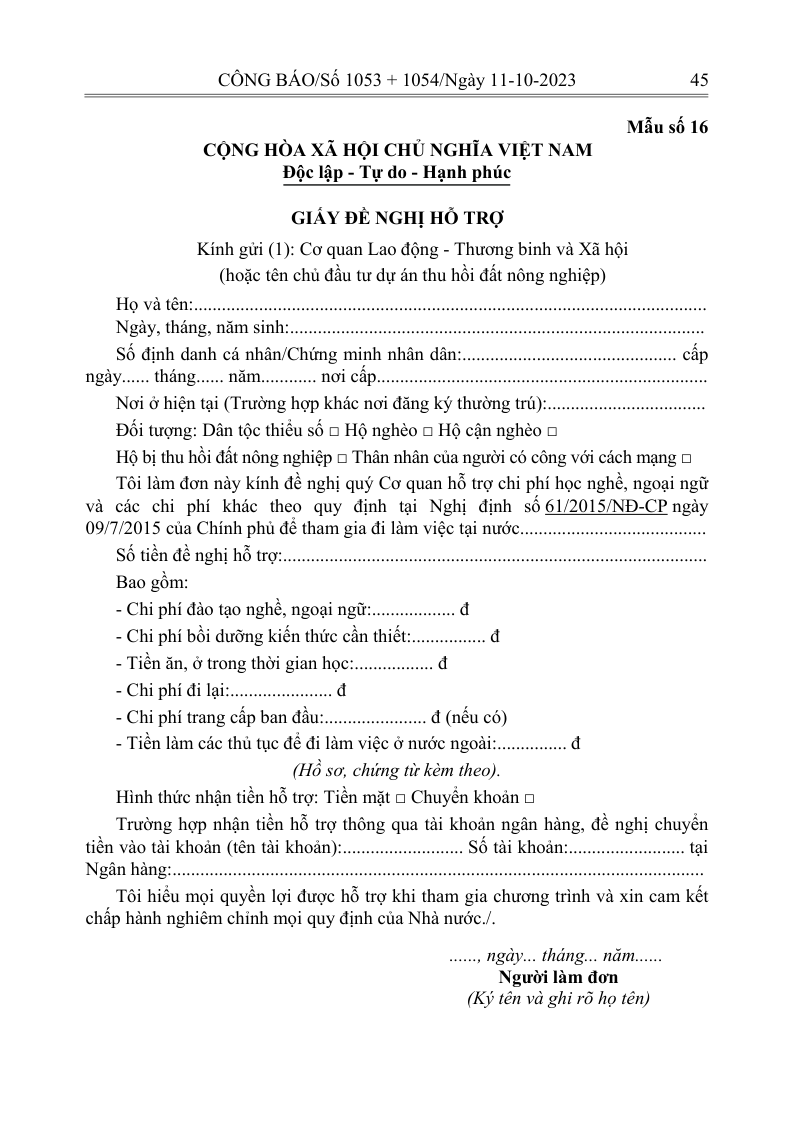 CÔNG BÁO/Số 1053 + 1054/Ngày 11-10-2023 45
Mẫu số 16
CỘNG HÒA XÃ HỘI CHỦ NGHĨA VIỆT NAM
Độc lập - Tự do - Hạnh phúc
GIẤY ĐỀ NGHỊ HỖ TRỢ
Kính gửi (1): Cơ quan Lao động - Thương binh và Xã hội
(hoặc tên chủ đầu tư dự án thu hồi đất nông nghiệp)
Họ và tên:..............................................................................................................
Ngày, tháng, năm sinh:.........................................................................................
Số định danh cá nhân/Chứng minh nhân dân:.............................................. cấp
ngày...... tháng...... năm............ nơi cấp.......................................................................
Nơi ở hiện tại (Trường hợp khác nơi đăng ký thường trú):..................................
Đối tượng: Dân tộc thiểu số □ Hộ nghèo □ Hộ cận nghèo □
Hộ bị thu hồi đất nông nghiệp □ Thân nhân của người có công với cách mạng □
Tôi làm đơn này kính đề nghị quý Cơ quan hỗ trợ chi phí học nghề, ngoại ngữ
và các chi phí khác theo quy định tại Nghị định số 61/2015/NĐ-CP ngày
09/7/2015 của Chính phủ để tham gia đi làm việc tại nước........................................
Số tiền đề nghị hỗ trợ:...........................................................................................
Bao gồm:
- Chi phí đào tạo nghề, ngoại ngữ:.................. đ
- Chi phí bồi dưỡng kiến thức cần thiết:................ đ
- Tiền ăn, ở trong thời gian học:................. đ
- Chi phí đi lại:...................... đ
- Chi phí trang cấp ban đầu:...................... đ (nếu có)
- Tiền làm các thủ tục để đi làm việc ở nước ngoài:............... đ
(Hồ sơ, chứng từ kèm theo).
Hình thức nhận tiền hỗ trợ: Tiền mặt □ Chuyển khoản □
Trường hợp nhận tiền hỗ trợ thông qua tài khoản ngân hàng, đề nghị chuyển
tiền vào tài khoản (tên tài khoản):.......................... Số tài khoản:......................... tại
Ngân hàng:..................................................................................................................
Tôi hiểu mọi quyền lợi được hỗ trợ khi tham gia chương trình và xin cam kết
chấp hành nghiêm chỉnh mọi quy định của Nhà nước./.
......, ngày... tháng... năm......
Người làm đơn
(Ký tên và ghi rõ họ tên)